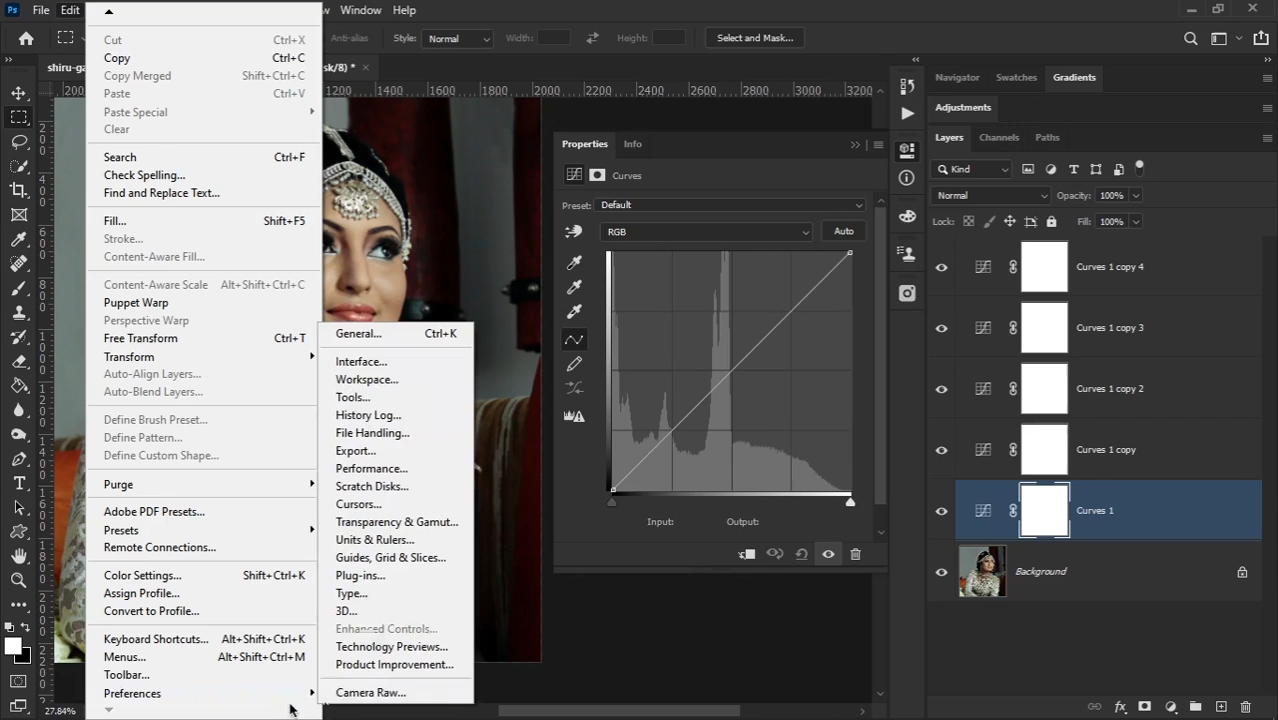 Ps File Edit w Window Help
Anti-alias Style: Normal Width: Height: Select and Mask...
shiru-ga sk/8) * ×
200 1200 1400 1600 1800 2000 2200 2400 2600 2800 3000 3200
Cut Ctrl+X
Copy Ctrl+C
Copy Merged Shift+Ctrl+C
Paste Ctrl+V
Paste Special
Clear
Search Ctrl+F
Check Spelling...
Find and Replace Text...
Fill... Shift+F5
Stroke...
Content-Aware Fill...
Content-Aware Scale Alt+Shift+Ctrl+C
Puppet Warp
Perspective Warp
Free Transform Ctrl+T
Transform
Auto-Align Layers...
Auto-Blend Layers...
Define Brush Preset...
Define Pattern...
Define Custom Shape...
Purge
Adobe PDF Presets...
Presets
Remote Connections...
Color Settings... Shift+Ctrl+K
Assign Profile...
Convert to Profile...
Keyboard Shortcuts... Alt+Shift+Ctrl+K
Menus... Alt+Shift+Ctrl+M
Toolbar...
Preferences
27.84%
General... Ctrl+K
Interface...
Workspace...
Tools...
History Log...
File Handling...
Export...
Performance...
Scratch Disks...
Cursors...
Transparency & Gamut...
Units & Rulers...
Guides, Grid & Slices...
Plug-ins...
Type...
3D...
Enhanced Controls...
Technology Previews...
Product Improvement...
Camera Raw...
Properties Info
Curves
Preset: Default
RGB Auto
Input: Output:
Navigator Swatches Gradients
Adjustments
Layers Channels Paths
Kind
Normal Opacity: 100%
Lock: Fill: 100%
Curves 1 copy 4
Curves 1 copy 3
Curves 1 copy 2
Curves 1 copy
Curves 1
Background